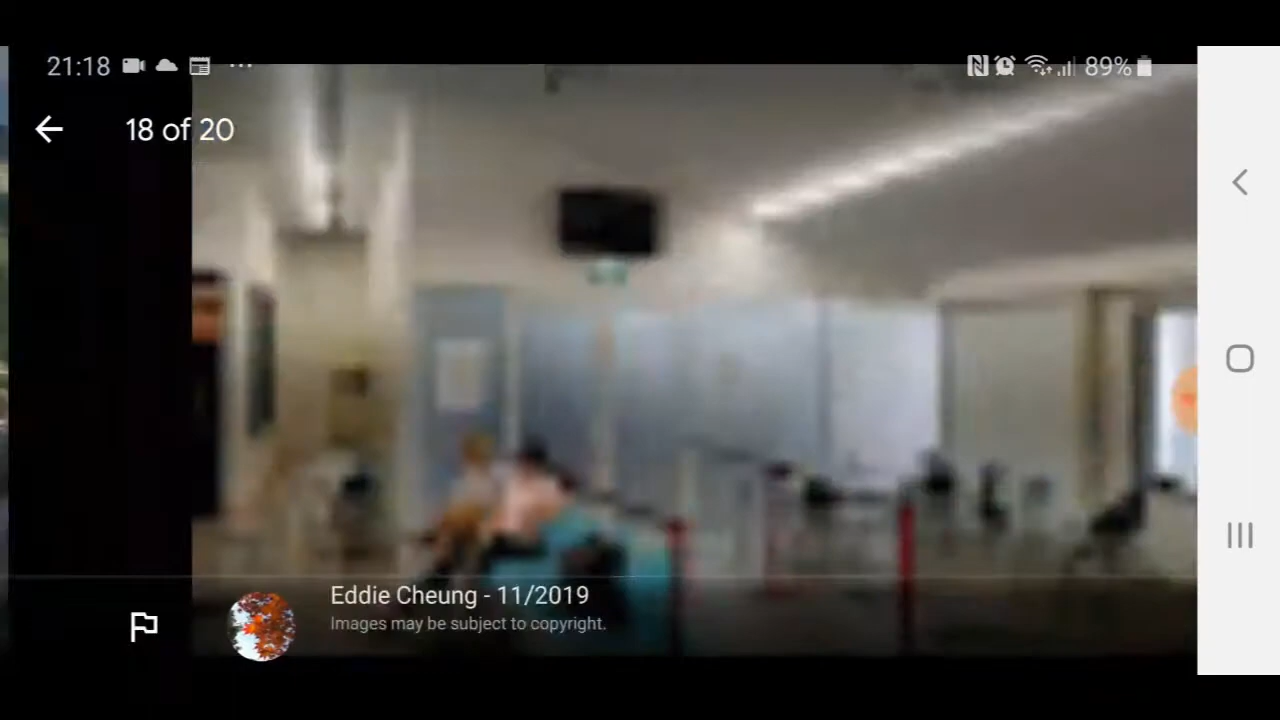 21:18
89%
18 of 20
Eddie Cheung - 11/2019
Images may be subject to copyright.